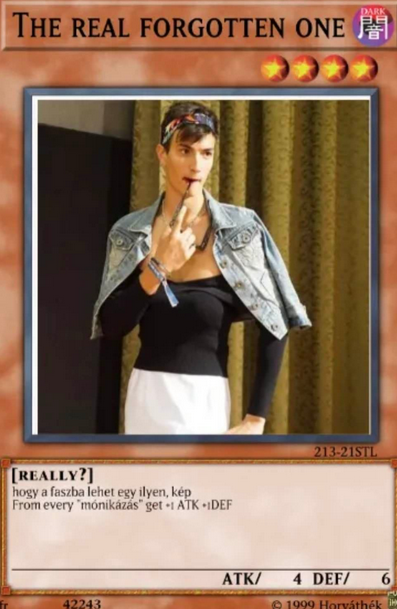 THE REAL FORGOTTEN ONE
DARK
闇
213-21STL
[REALLY?]
hogy a faszba lehet egy ilyen, kép
From every "mónikázás" get +1 ATK +1DEF
ATK/ 4 DEF/ 6
fr 42243 © 1999 Horváthék